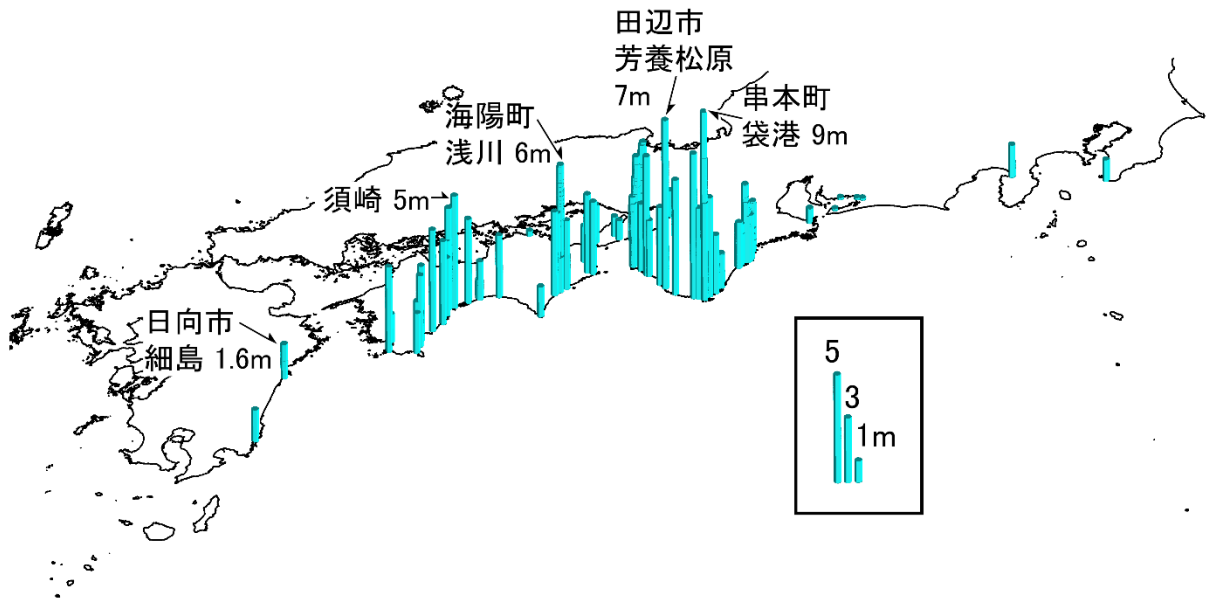 田辺市
芳養松原
7m
串本町
袋港 9m
海陽町
浅川 6m
須崎 5m
日向市
細島 1.6m
5
3
1m